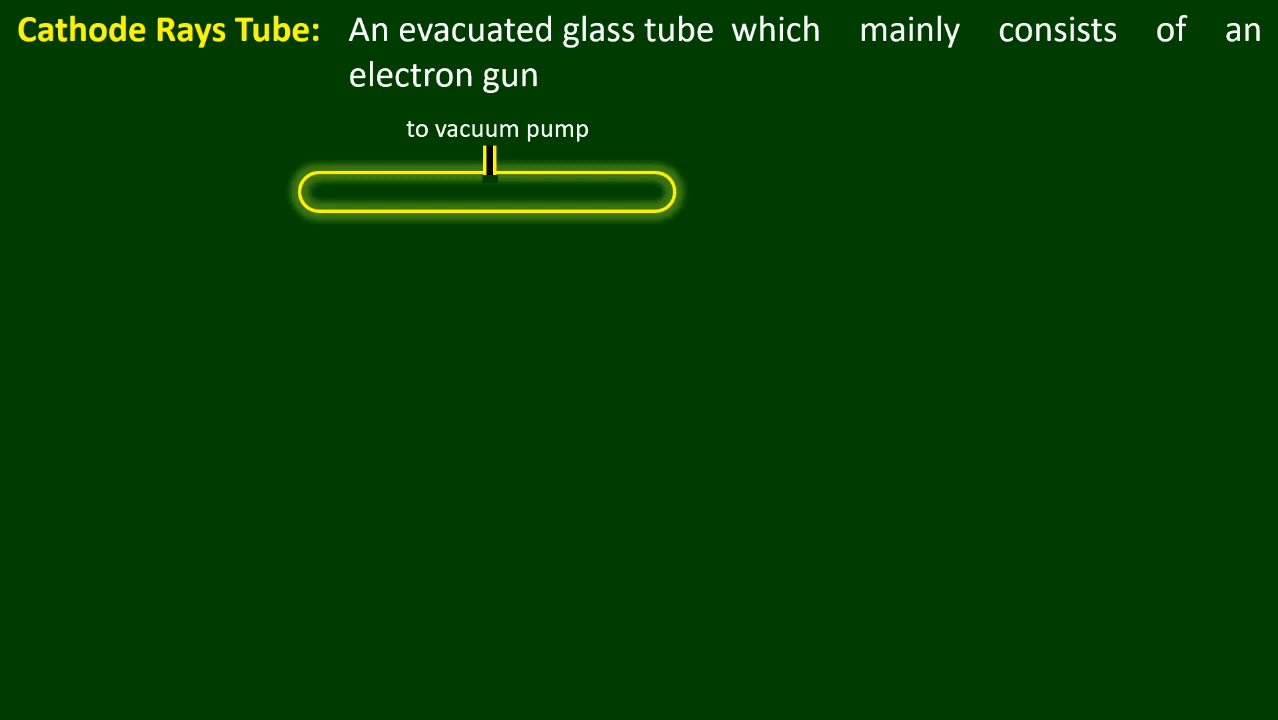 Cathode Rays Tube: An evacuated glass tube which mainly consists of an
electron gun
to vacuum pump